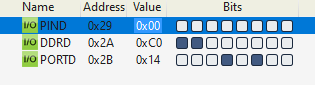 Name Address Value Bits
I/O PIND 0x29 0x00
I/O DDRD 0x2A 0xC0
I/O PORTD 0x2B 0x14